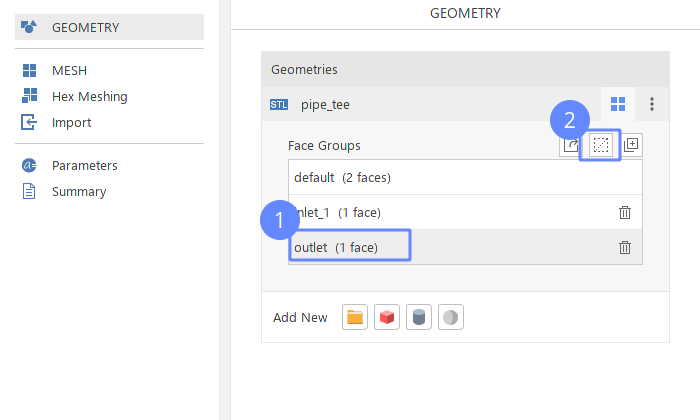 GEOMETRY
GEOMETRY
MESH
Hex Meshing
Import
Parameters
Summary
Geometries
STL pipe_tee
2
Face Groups
default (2 faces)
1
inlet_1 (1 face)
outlet (1 face)
Add New